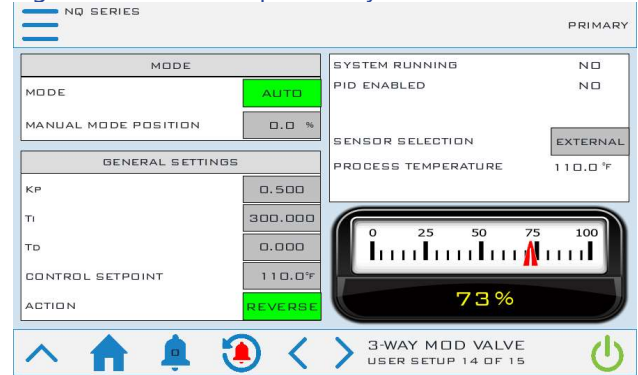 NQ SERIES
PRIMARY
MODE
MODE AUTO
MANUAL MODE POSITION 0.0 %
GENERAL SETTINGS
KP 0.500
TI 300.000
TD 0.000
CONTROL SETPOINT 110.0°F
ACTION REVERSE
SYSTEM RUNNING NO
PID ENABLED NO
SENSOR SELECTION EXTERNAL
PROCESS TEMPERATURE 110.0 °F
0 25 50 75 100
73%
0
3-WAY MOD VALVE
USER SETUP 14 OF 15